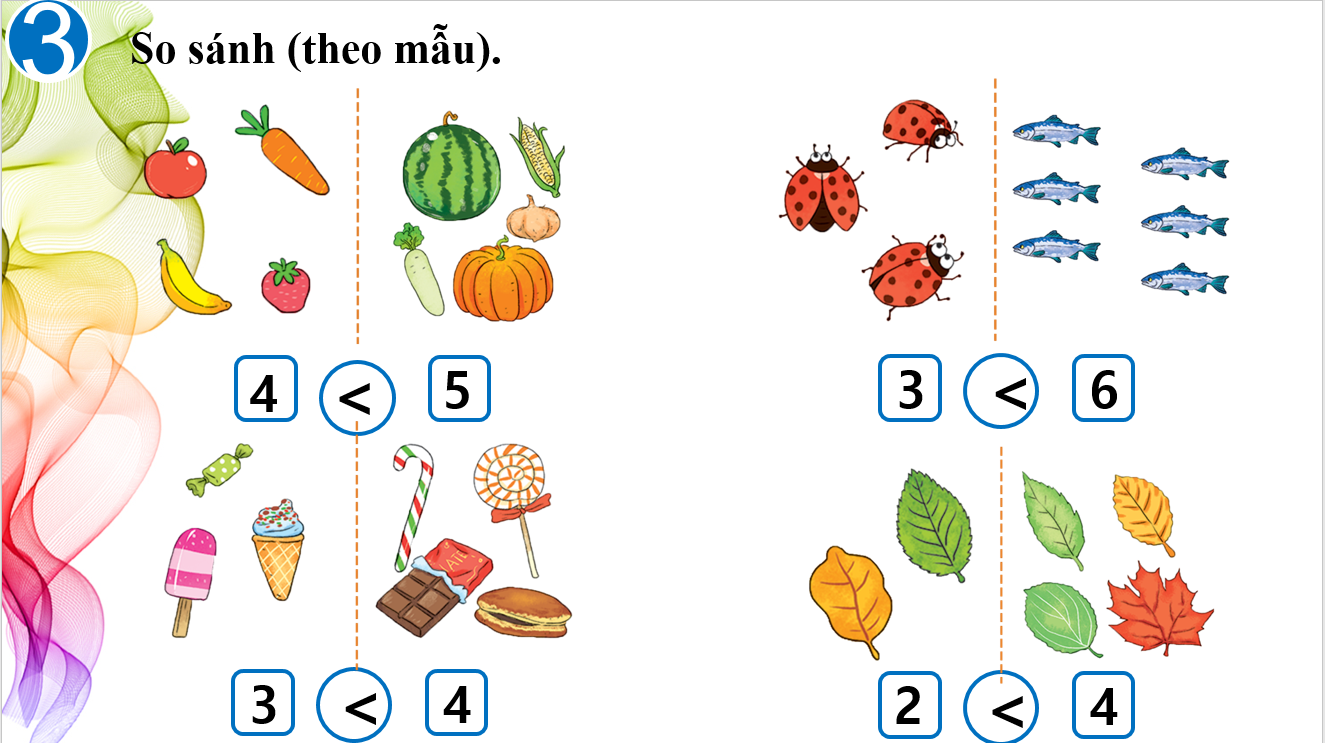 3
So sánh (theo mẫu).
4 < 5
3 < 6
3 < 4
2 < 4